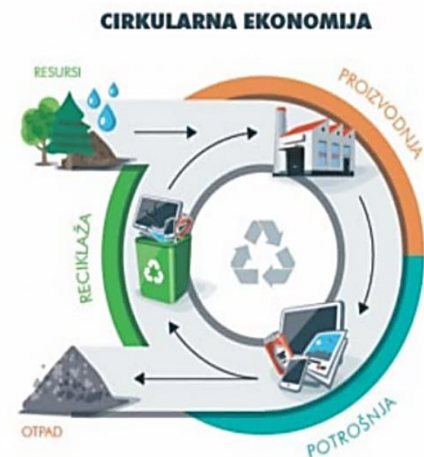 CIRKULARNA EKONOMIJA
RESURSI
PROIZVODNJA
RECIKLAŽA
OTPAD
POTROŠNJA